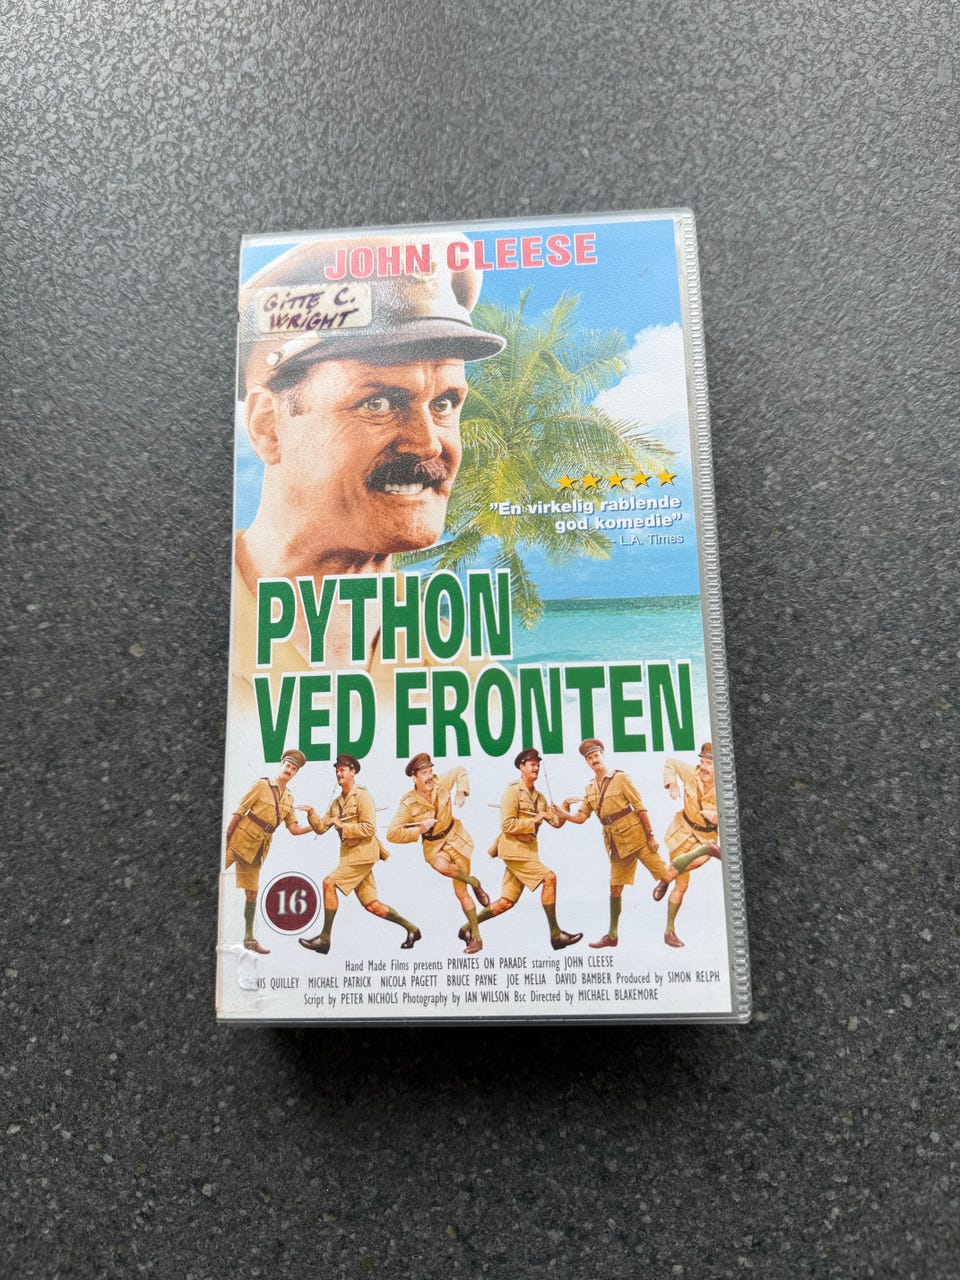 JOHN CLEESE
GiTTE C.
WRiGHT
★★★★★
"En virkelig rablende
god komedie"
– L.A. Times
PYTHON
VED FRONTEN
16
Hand Made Films presents PRIVATES ON PARADE starring JOHN CLEESE
QUILLEY MICHAEL PATRICK NICOLA PAGETT BRUCE PAYNE JOE MELIA DAVID BAMBER Produced by SIMON RELPH
Script by PETER NICHOLS Photography by IAN WILSON Bsc Directed by MICHAEL BLAKEMORE